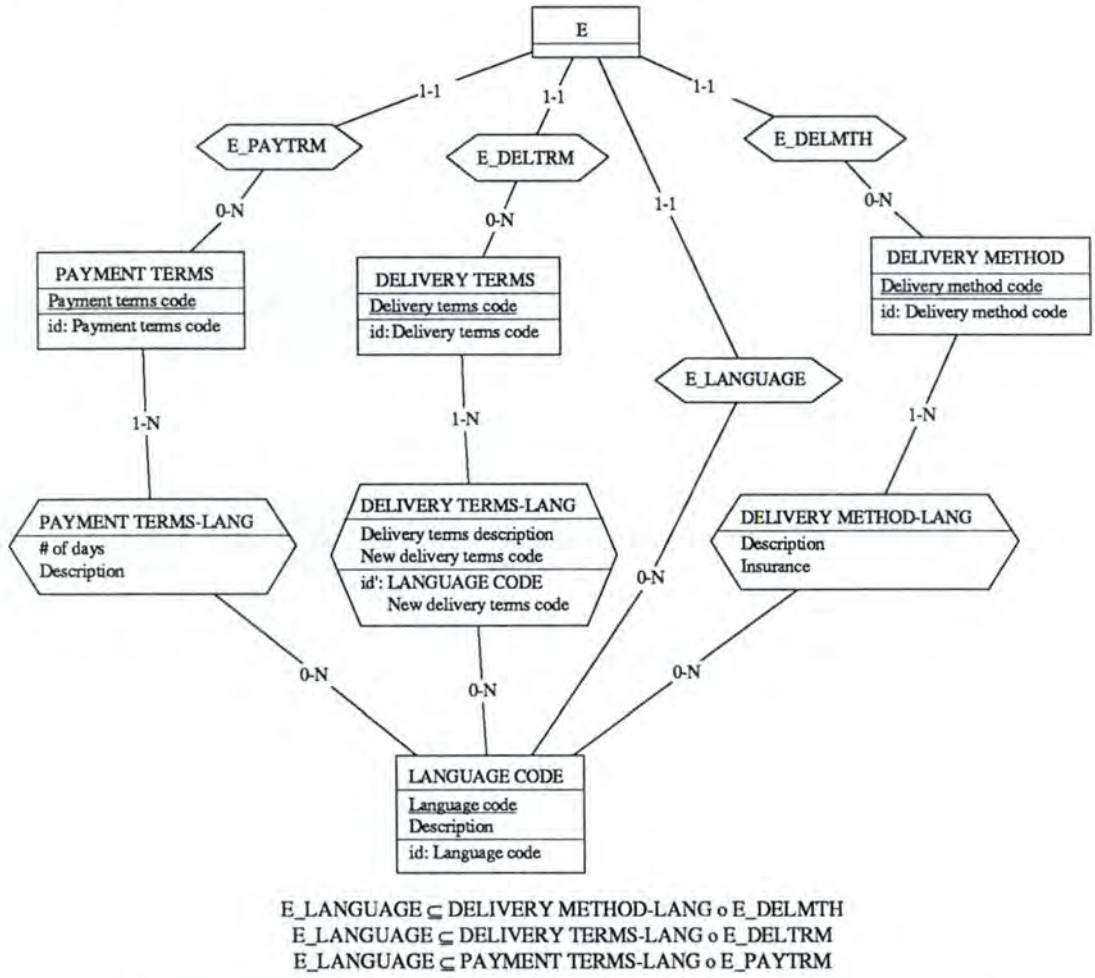 E
1-1
1-1
1-1
1-1
E_PAYTRM
E_DELTRM
E_DELMTH
0-N
0-N
0-N
PAYMENT TERMS
Payment terms code
id: Payment terms code
DELIVERY TERMS
Delivery terms code
id: Delivery terms code
DELIVERY METHOD
Delivery method code
id: Delivery method code
E_LANGUAGE
1-N
1-N
1-N
PAYMENT TERMS-LANG
# of days
Description
DELIVERY TERMS-LANG
Delivery terms description
New delivery terms code
id': LANGUAGE CODE
New delivery terms code
DELIVERY METHOD-LANG
Description
Insurance
0-N
0-N
0-N
0-N
LANGUAGE CODE
Language code
Description
id: Language code
E_LANGUAGE ⊆ DELIVERY METHOD-LANG o E_DELMTH
E_LANGUAGE ⊆ DELIVERY TERMS-LANG o E_DELTRM
E_LANGUAGE ⊆ PAYMENT TERMS-LANG o E_PAYTRM